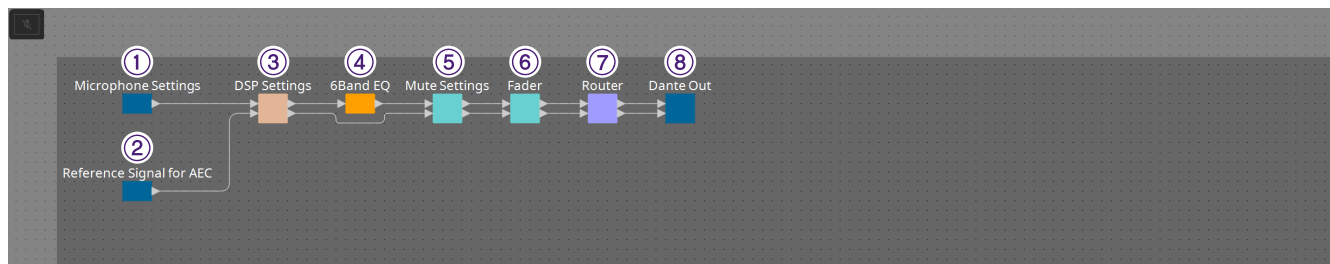 ① ③ ④ ⑤ ⑥ ⑦ ⑧
Microphone Settings DSP Settings 6Band EQ Mute Settings Fader Router Dante Out
②
Reference Signal for AEC